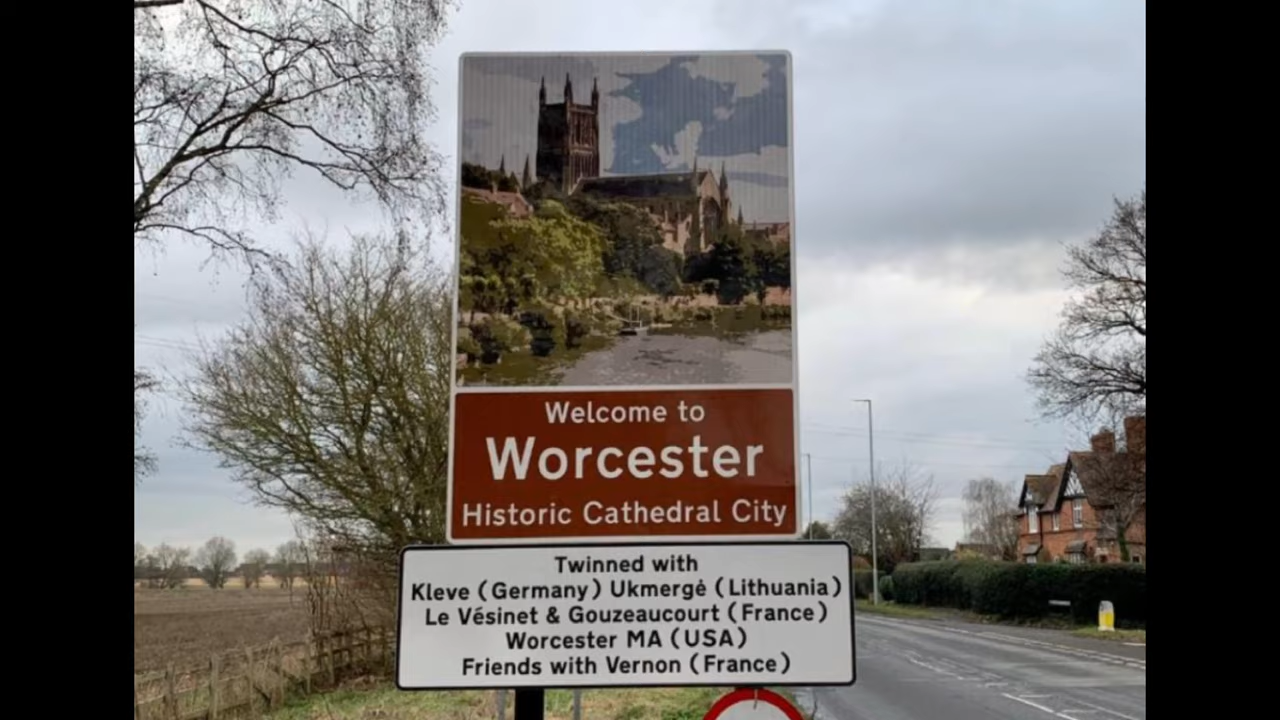 Welcome to
Worcester
Historic Cathedral City
Twinned with
Kleve (Germany) Ukmergė (Lithuania)
Le Vésinet & Gouzeaucourt (France)
Worcester MA (USA)
Friends with Vernon (France)